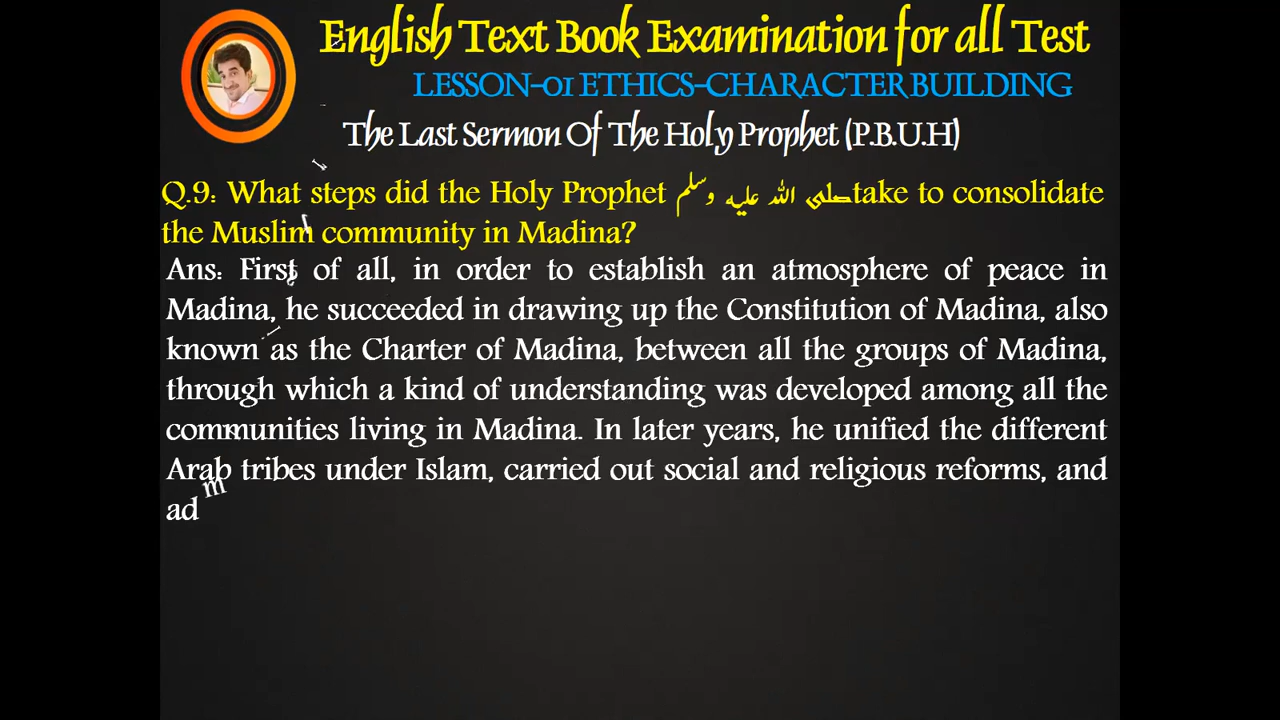 English Text Book Examination for all Test
LESSON-01 ETHICS-CHARACTER BUILDING
The Last Sermon Of The Holy Prophet (P.B.U.H)
Q.9: What steps did the Holy Prophet صلی اللہ علیہ وسلم take to consolidate
the Muslim community in Madina?
Ans: First of all, in order to establish an atmosphere of peace in
Madina, he succeeded in drawing up the Constitution of Madina, also
known as the Charter of Madina, between all the groups of Madina,
through which a kind of understanding was developed among all the
communities living in Madina. In later years, he unified the different
Arab tribes under Islam, carried out social and religious reforms, and
adm